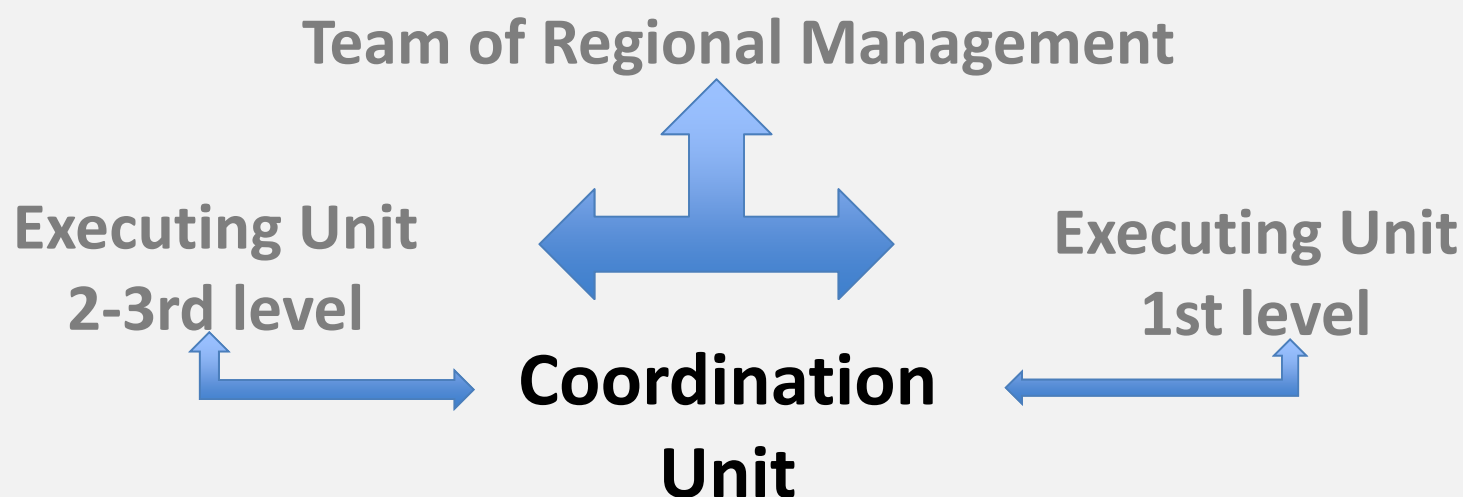 Team of Regional Management
Executing Unit
2-3rd level
Executing Unit
1st level
Coordination
Unit